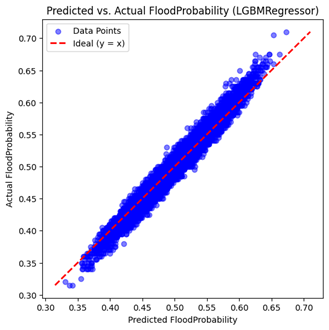 Predicted vs. Actual FloodProbability (LGBMRegressor)
Data Points
Ideal (y = x)
Actual FloodProbability
0.70
0.65
0.60
0.55
0.50
0.45
0.40
0.35
0.30
0.30 0.35 0.40 0.45 0.50 0.55 0.60 0.65 0.70
Predicted FloodProbability